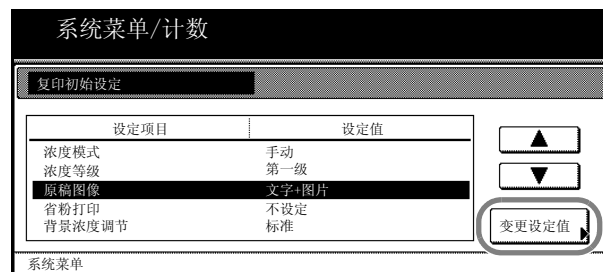 系统菜单/计数
复印初始设定
设定项目 设定值
浓度模式 手动
浓度等级 第一级
原稿图像 文字+图片
省粉打印 不设定
背景浓度调节 标准
变更设定值
系统菜单